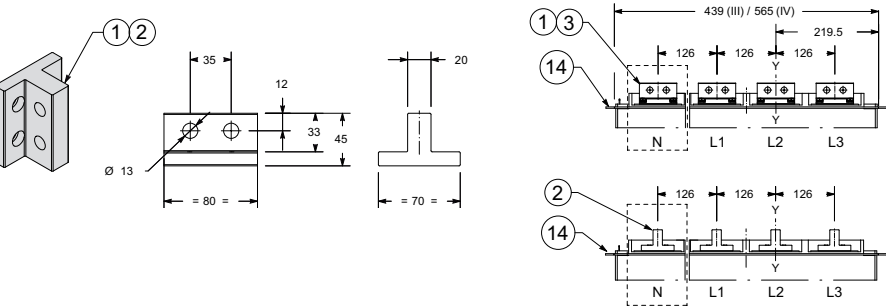 1 2
35
12
33
45
Ø 13
= 80 =
20
= 70 =
439 (III) / 565 (IV)
219.5
1 3
126 126 126
Y
14
Y
N L1 L2 L3
2
126 126 126
Y
14
Y
N L1 L2 L3